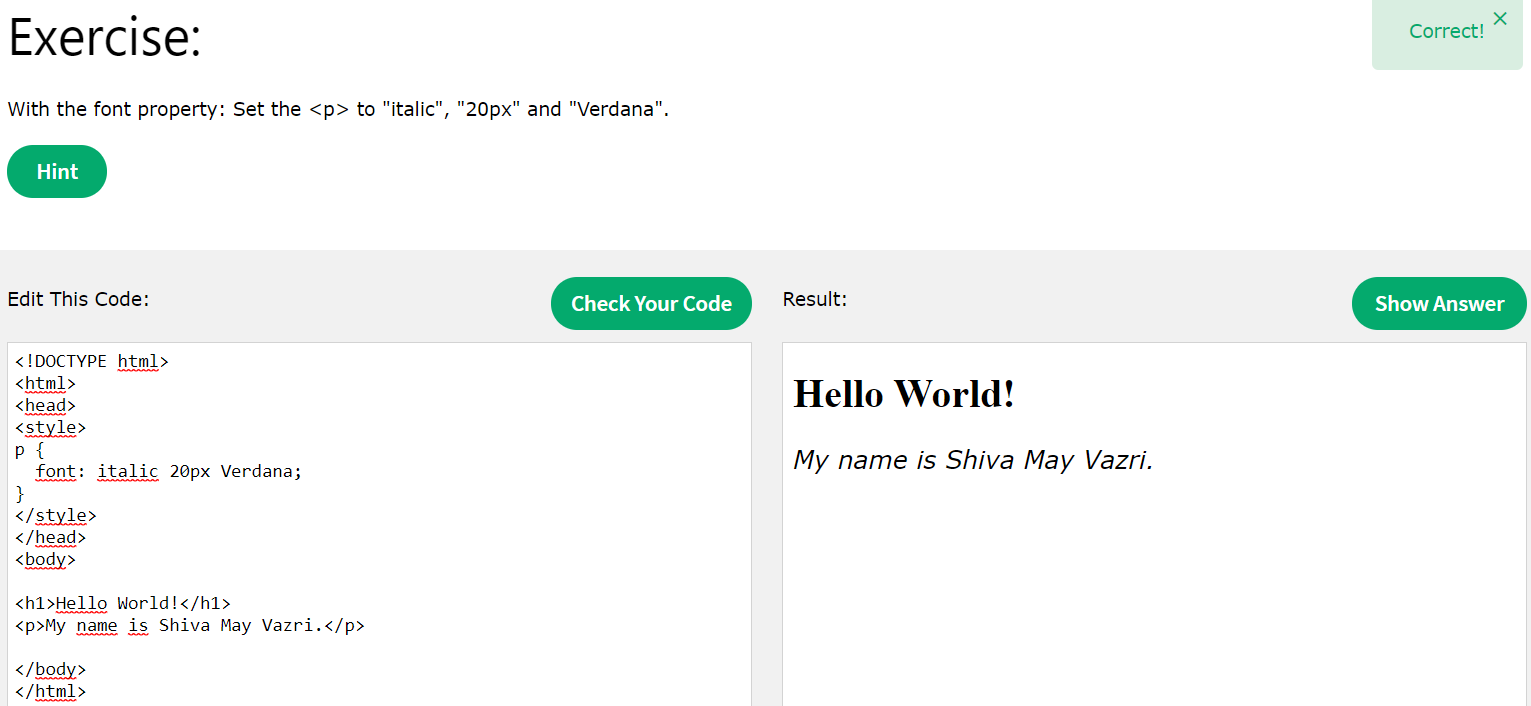 Exercise:
Correct! ×
With the font property: Set the <p> to "italic", "20px" and "Verdana".
Hint
Edit This Code:
Check Your Code
Result:
Show Answer
<!DOCTYPE html>
<html>
<head>
<style>
p {
  font: italic 20px Verdana;
}
</style>
</head>
<body>

<h1>Hello World!</h1>
<p>My name is Shiva May Vazri.</p>

</body>
</html>
Hello World!
My name is Shiva May Vazri.